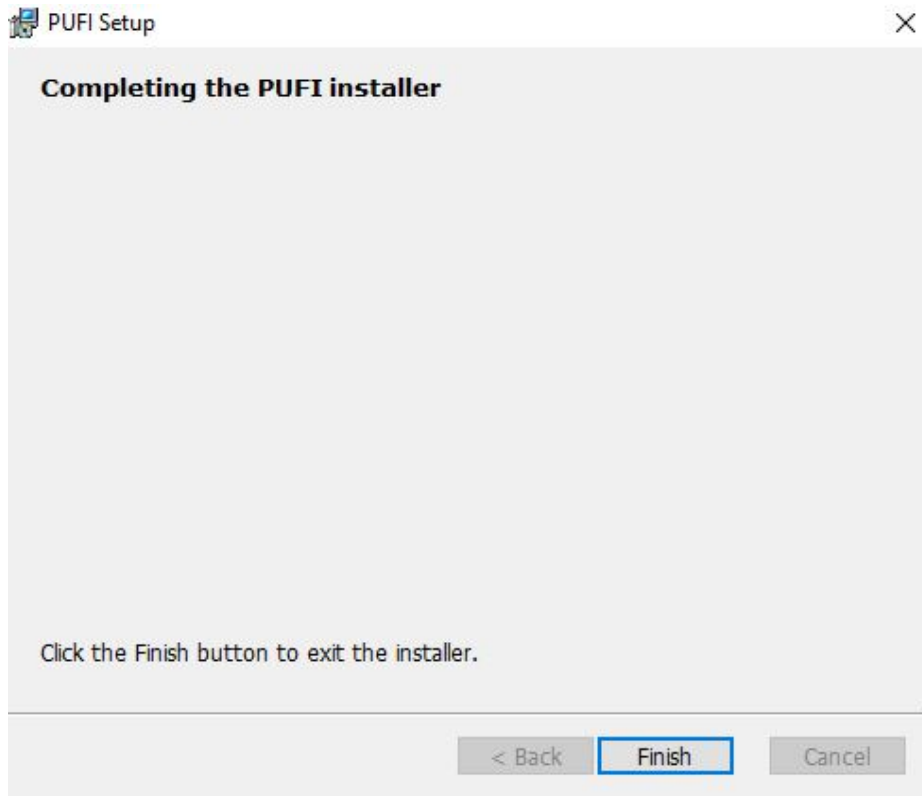 PUFI Setup
Completing the PUFI installer
Click the Finish button to exit the installer.
< Back
Finish
Cancel